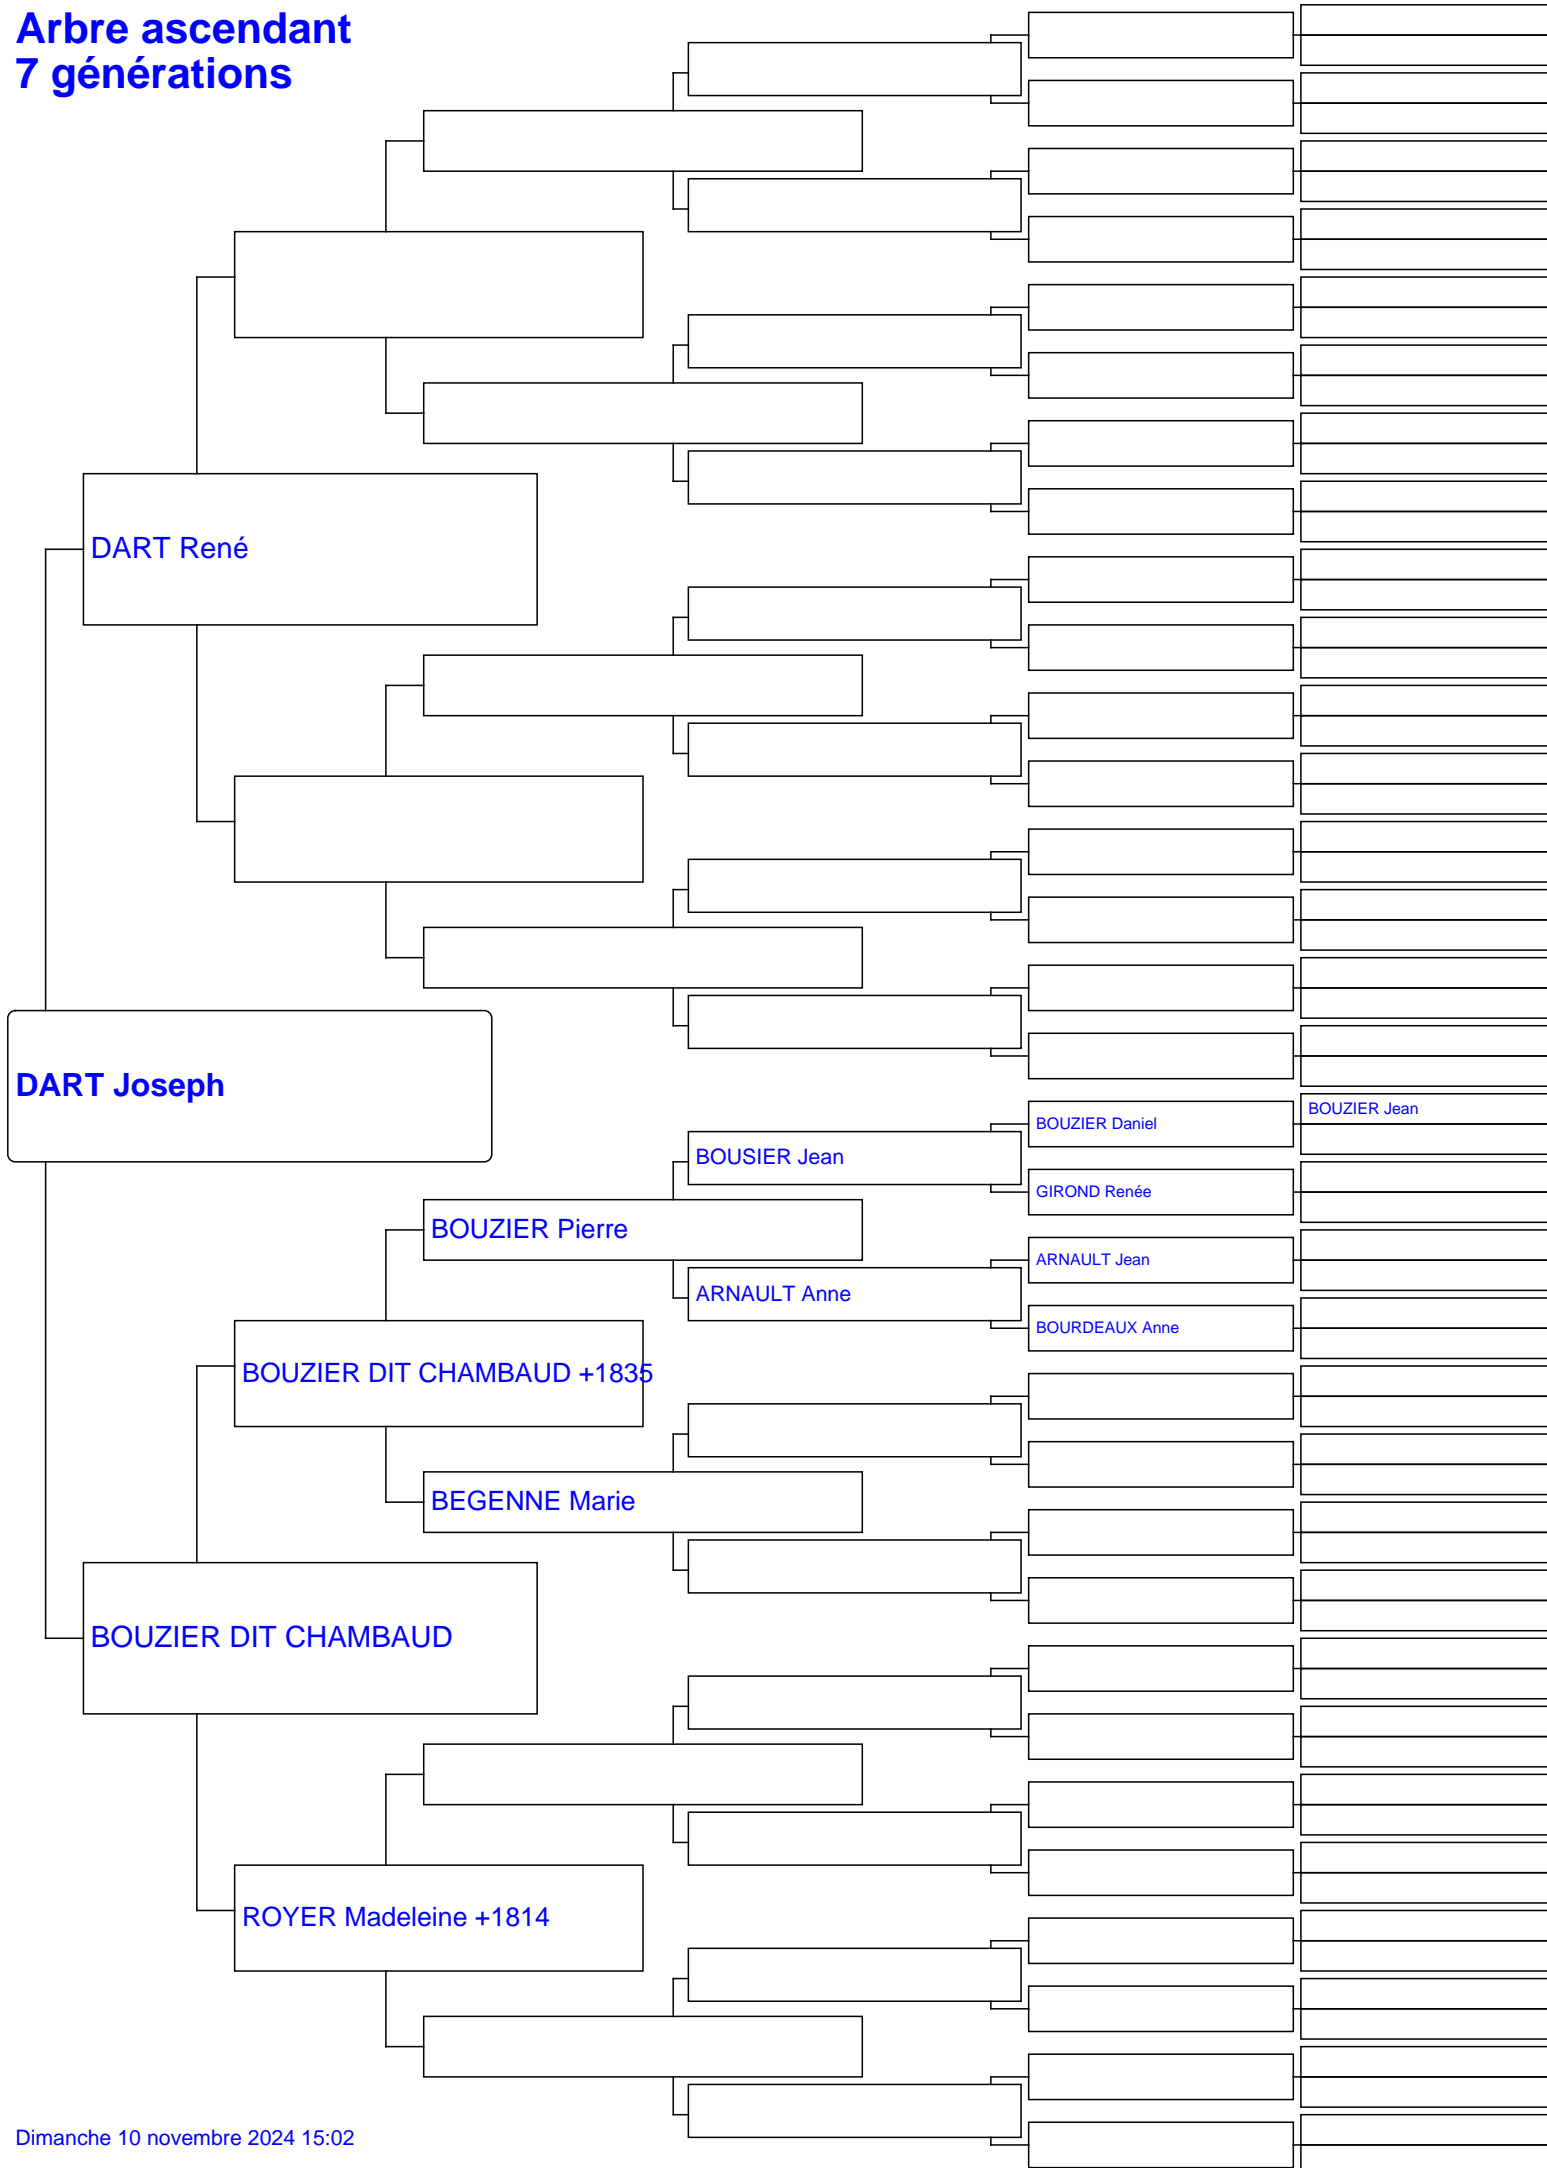 Arbre ascendant
7 générations
DART René
DART Joseph
BOUZIER Daniel
BOUZIER Jean
BOUSIER Jean
GIROND Renée
BOUZIER Pierre
ARNAULT Jean
ARNAULT Anne
BOURDEAUX Anne
BOUZIER DIT CHAMBAUD +1835
BEGENNE Marie
BOUZIER DIT CHAMBAUD
ROYER Madeleine +1814
Dimanche 10 novembre 2024 15:02